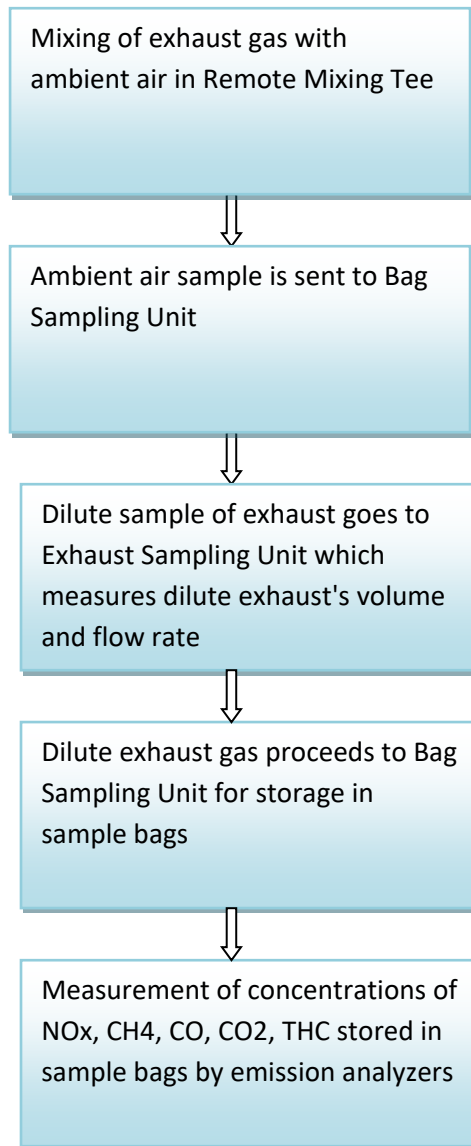 Mixing of exhaust gas with
ambient air in Remote Mixing Tee
Ambient air sample is sent to Bag
Sampling Unit
Dilute sample of exhaust goes to
Exhaust Sampling Unit which
measures dilute exhaust's volume
and flow rate
Dilute exhaust gas proceeds to Bag
Sampling Unit for storage in
sample bags
Measurement of concentrations of
NOx, CH4, CO, CO2, THC stored in
sample bags by emission analyzers